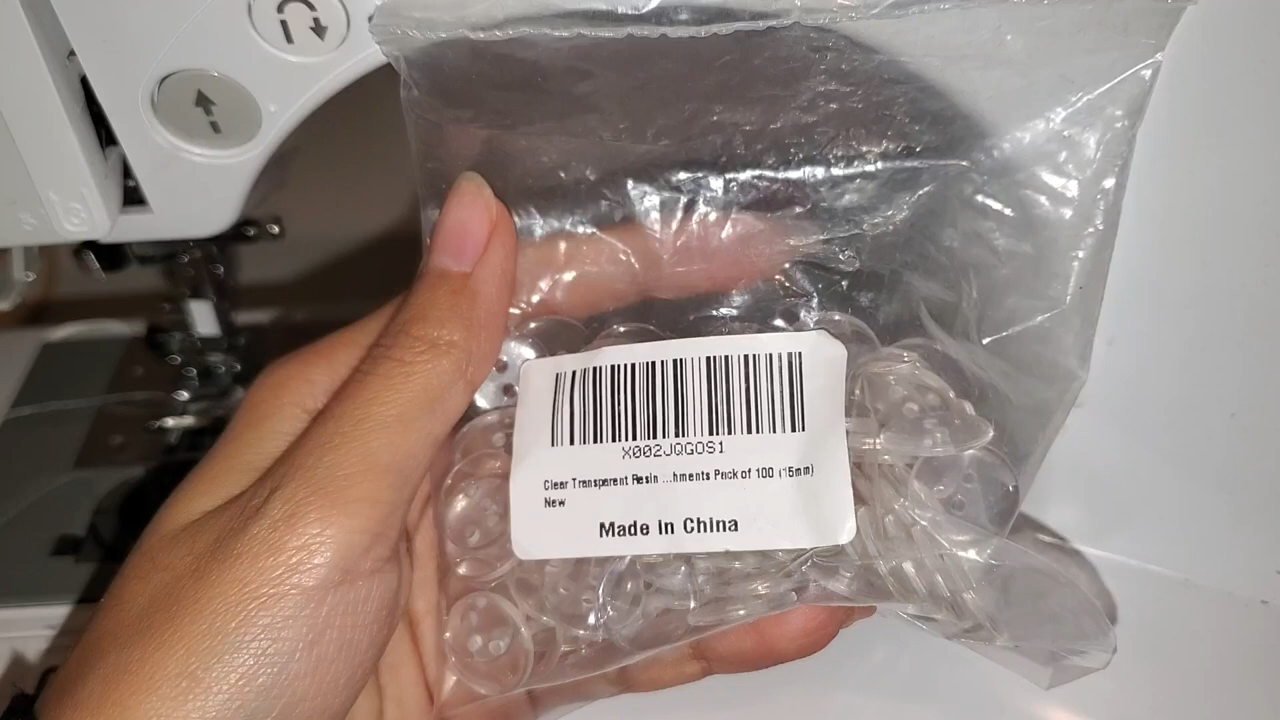 X002JQGOS1
Clear Transparent Resin ...hments Pack of 100 (15mm)
New
Made in China